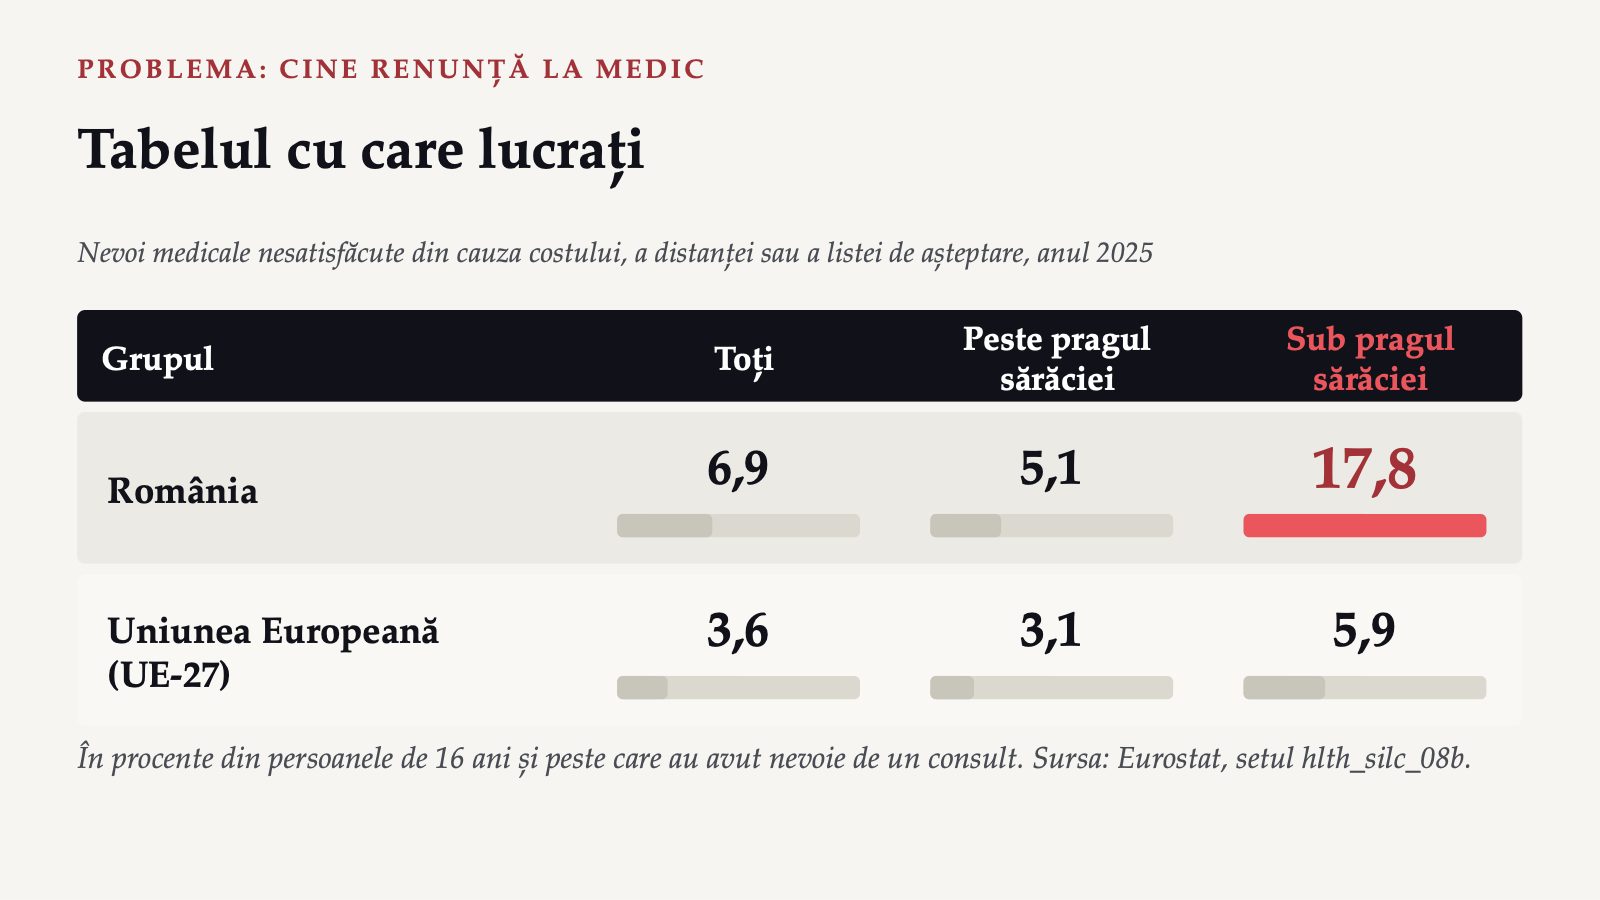 PROBLEMA: CINE RENUNȚĂ LA MEDIC
Tabelul cu care lucrați
Nevoi medicale nesatisfăcute din cauza costului, a distanței sau a listei de așteptare, anul 2025
Grupul
Toți
Peste pragul
sărăciei
Sub pragul
sărăciei
România
6,9
5,1
17,8
Uniunea Europeană
(UE-27)
3,6
3,1
5,9
În procente din persoanele de 16 ani și peste care au avut nevoie de un consult. Sursa: Eurostat, setul hlth_silc_08b.